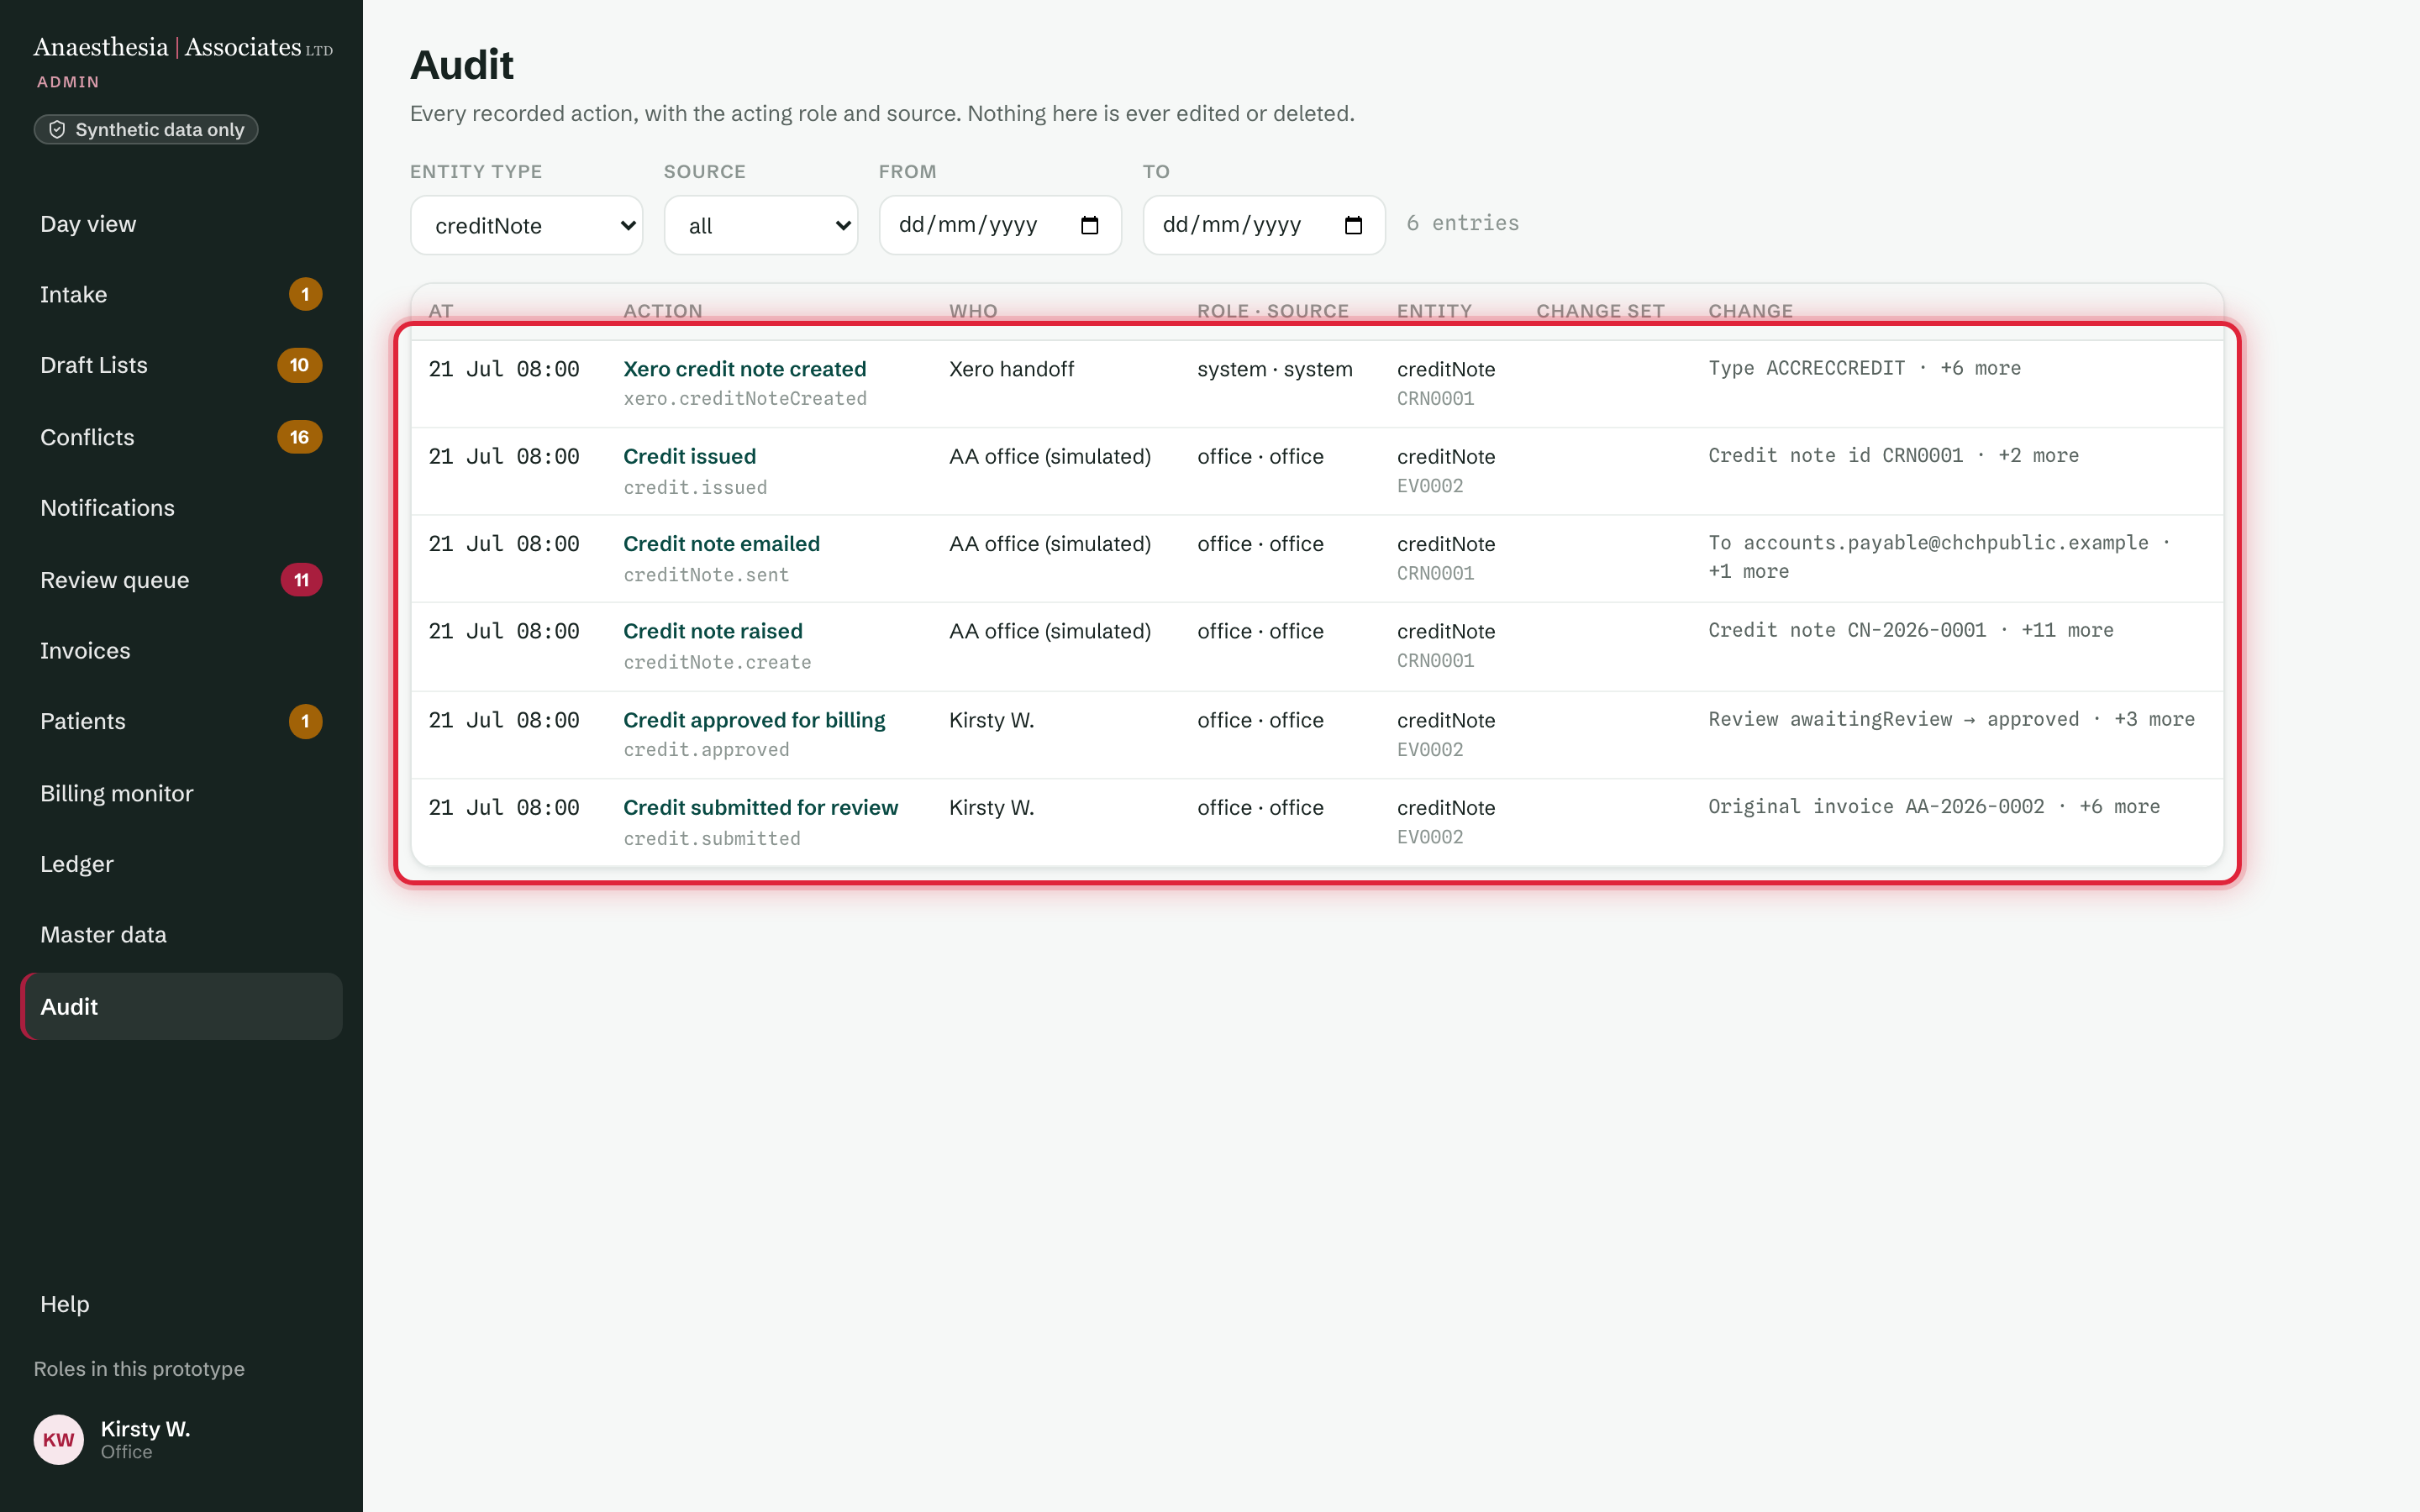 Anaesthesia | Associates LTD
ADMIN
Synthetic data only
Day view
Intake 1
Draft Lists 10
Conflicts 16
Notifications
Review queue 11
Invoices
Patients 1
Billing monitor
Ledger
Master data
Audit
Help
Roles in this prototype
KW Kirsty W.
Office
Audit
Every recorded action, with the acting role and source. Nothing here is ever edited or deleted.
ENTITY TYPE SOURCE FROM TO
creditNote all dd/mm/yyyy dd/mm/yyyy 6 entries
AT ACTION WHO ROLE · SOURCE ENTITY CHANGE SET CHANGE
21 Jul 08:00 Xero credit note created Xero handoff system · system creditNote Type ACCRECCREDIT · +6 more
xero.creditNoteCreated CRN0001
21 Jul 08:00 Credit issued AA office (simulated) office · office creditNote Credit note id CRN0001 · +2 more
credit.issued EV0002
21 Jul 08:00 Credit note emailed AA office (simulated) office · office creditNote To accounts.payable@chchpublic.example ·
creditNote.sent CRN0001 +1 more
21 Jul 08:00 Credit note raised AA office (simulated) office · office creditNote Credit note CN-2026-0001 · +11 more
creditNote.create CRN0001
21 Jul 08:00 Credit approved for billing Kirsty W. office · office creditNote Review awaitingReview → approved · +3 more
credit.approved EV0002
21 Jul 08:00 Credit submitted for review Kirsty W. office · office creditNote Original invoice AA-2026-0002 · +6 more
credit.submitted EV0002